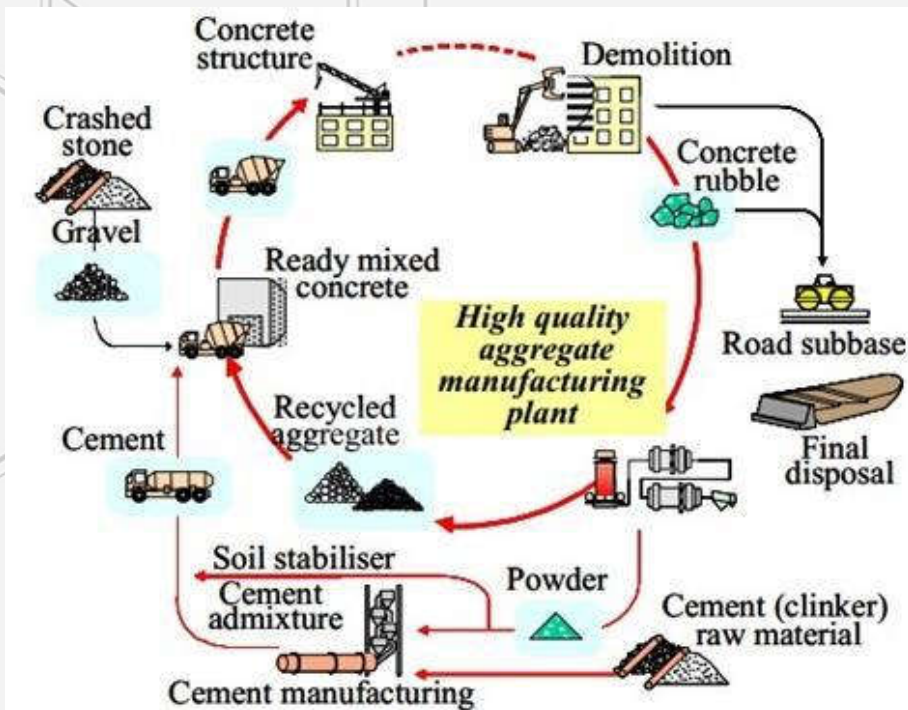 Concrete
structure
Demolition
Crashed
stone
Concrete
rubble
Gravel
Ready mixed
concrete
High quality
aggregate
manufacturing
plant
Road subbase
Recycled
aggregate
Cement
Final
disposal
Soil stabiliser
Powder
Cement
admixture
Cement (clinker)
raw material
Cement manufacturing